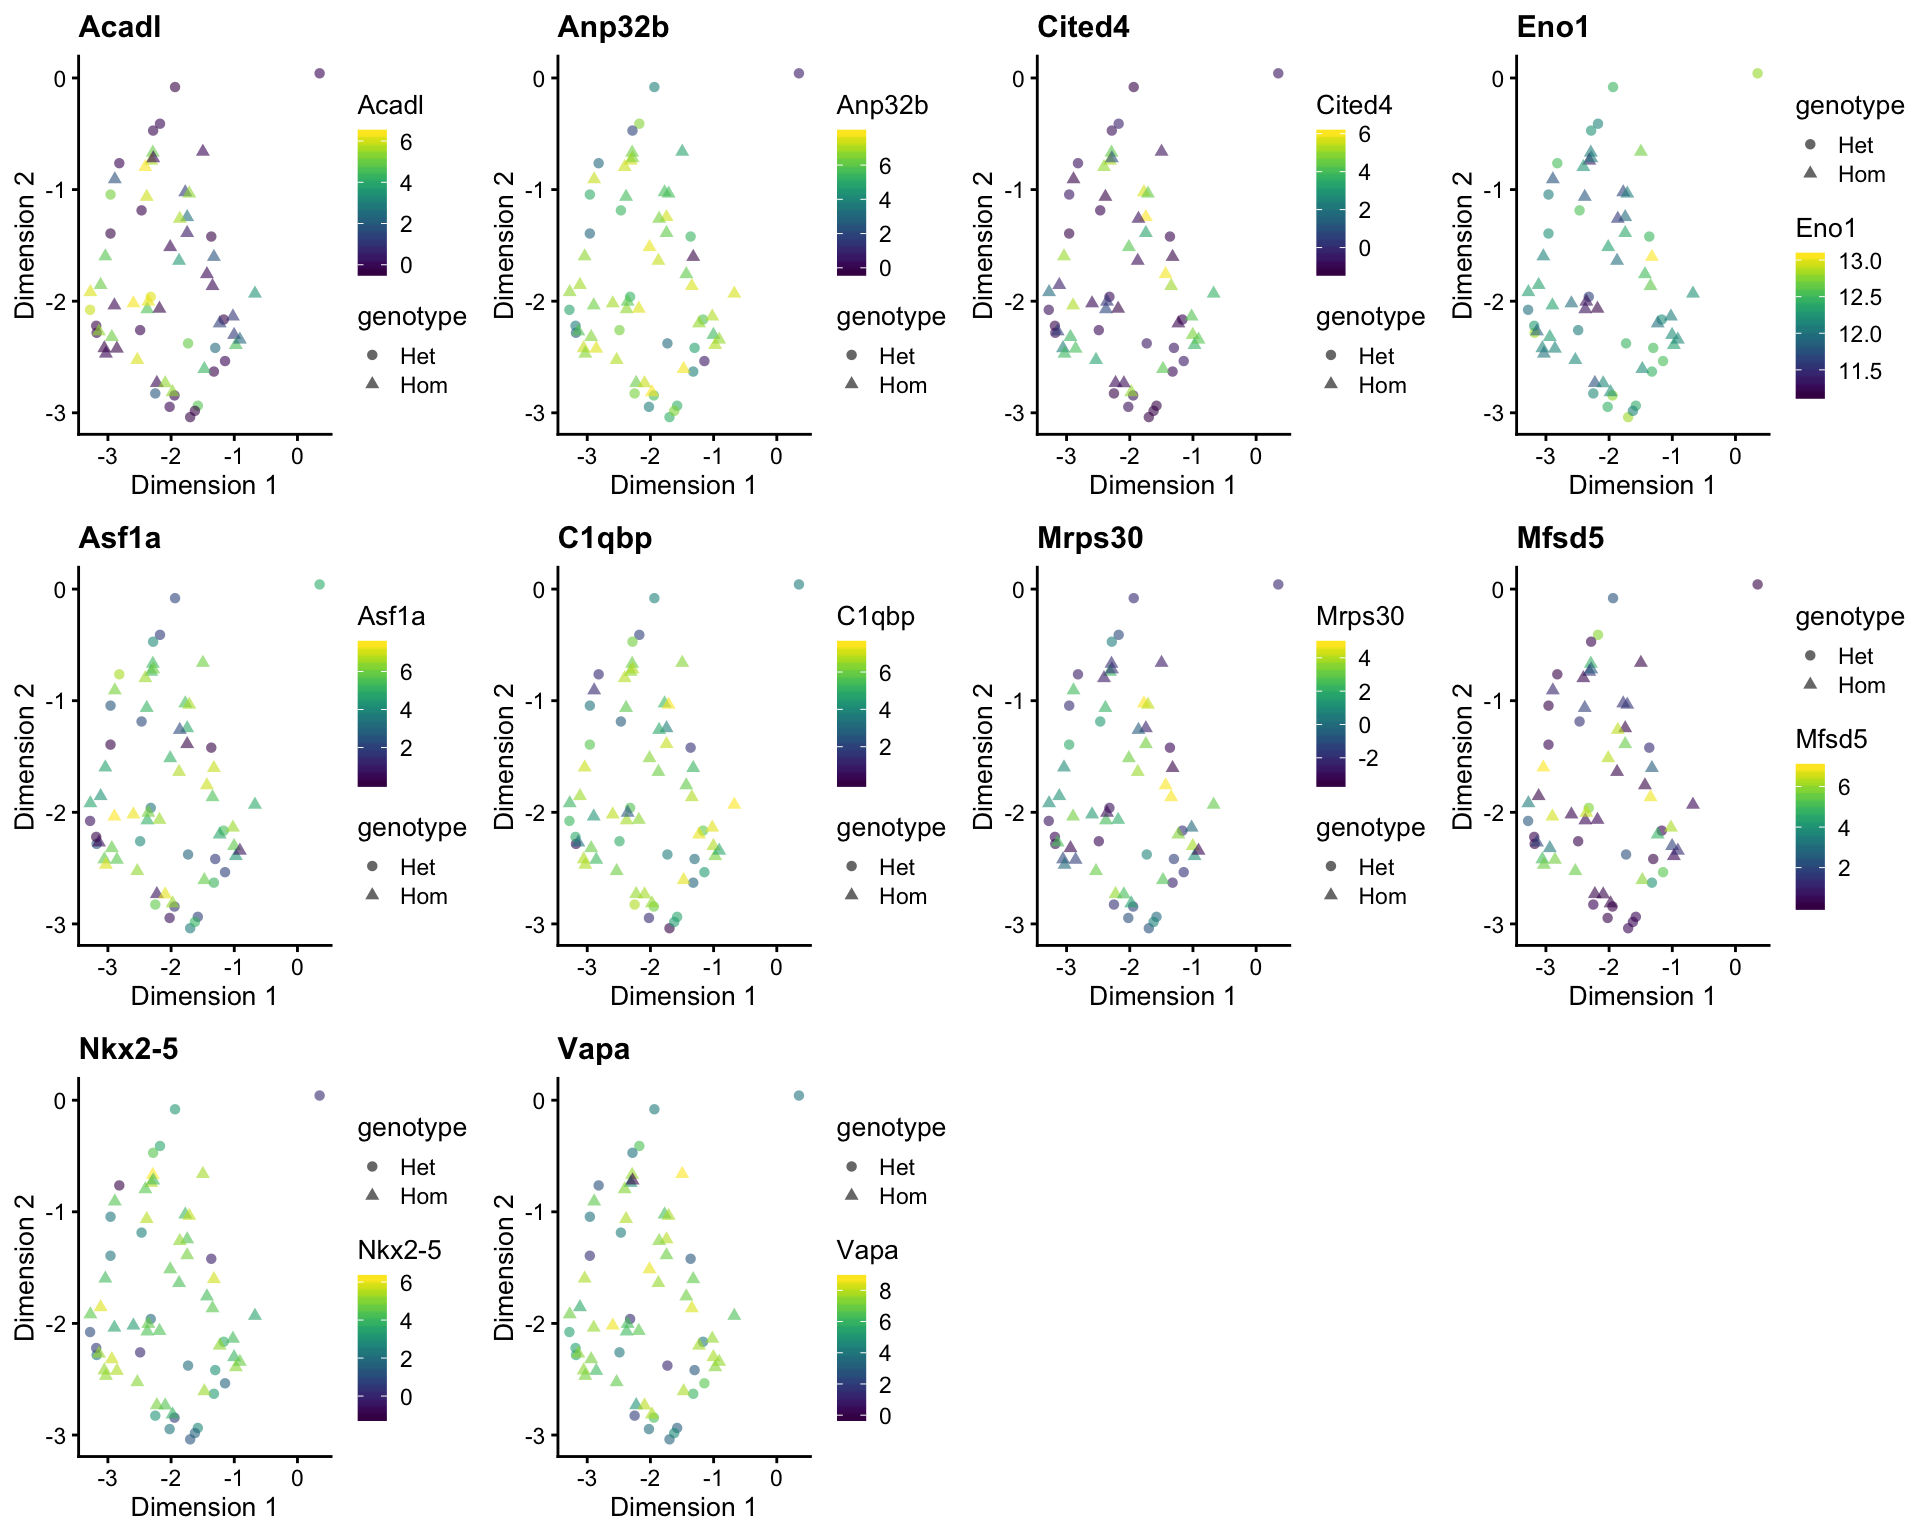 Acadl
Dimension 2
0
-1
-2
-3
-3 -2 -1 0
Dimension 1
Acadl
6
4
2
0
genotype
Het
Hom
Anp32b
Dimension 2
0
-1
-2
-3
-3 -2 -1 0
Dimension 1
Anp32b
6
4
2
0
genotype
Het
Hom
Cited4
Dimension 2
0
-1
-2
-3
-3 -2 -1 0
Dimension 1
Cited4
6
4
2
0
genotype
Het
Hom
Eno1
Dimension 2
0
-1
-2
-3
-3 -2 -1 0
Dimension 1
genotype
Het
Hom
Eno1
13.0
12.5
12.0
11.5
Asf1a
Dimension 2
0
-1
-2
-3
-3 -2 -1 0
Dimension 1
Asf1a
6
4
2
genotype
Het
Hom
C1qbp
Dimension 2
0
-1
-2
-3
-3 -2 -1 0
Dimension 1
C1qbp
6
4
2
genotype
Het
Hom
Mrps30
Dimension 2
0
-1
-2
-3
-3 -2 -1 0
Dimension 1
Mrps30
4
2
0
-2
genotype
Het
Hom
Mfsd5
Dimension 2
0
-1
-2
-3
-3 -2 -1 0
Dimension 1
genotype
Het
Hom
Mfsd5
6
4
2
Nkx2-5
Dimension 2
0
-1
-2
-3
-3 -2 -1 0
Dimension 1
genotype
Het
Hom
Nkx2-5
6
4
2
0
Vapa
Dimension 2
0
-1
-2
-3
-3 -2 -1 0
Dimension 1
genotype
Het
Hom
Vapa
8
6
4
2
0